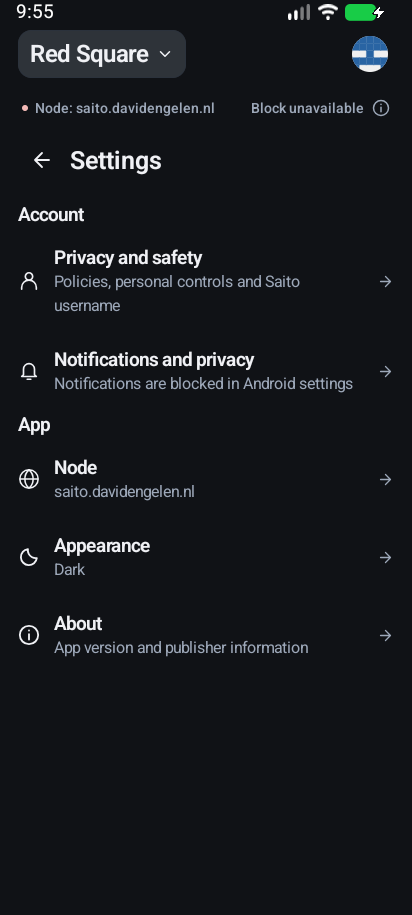 9:55
Red Square
Node: saito.davidengelen.nl Block unavailable
Settings
Account
Privacy and safety
Policies, personal controls and Saito
username
Notifications and privacy
Notifications are blocked in Android settings
App
Node
saito.davidengelen.nl
Appearance
Dark
About
App version and publisher information